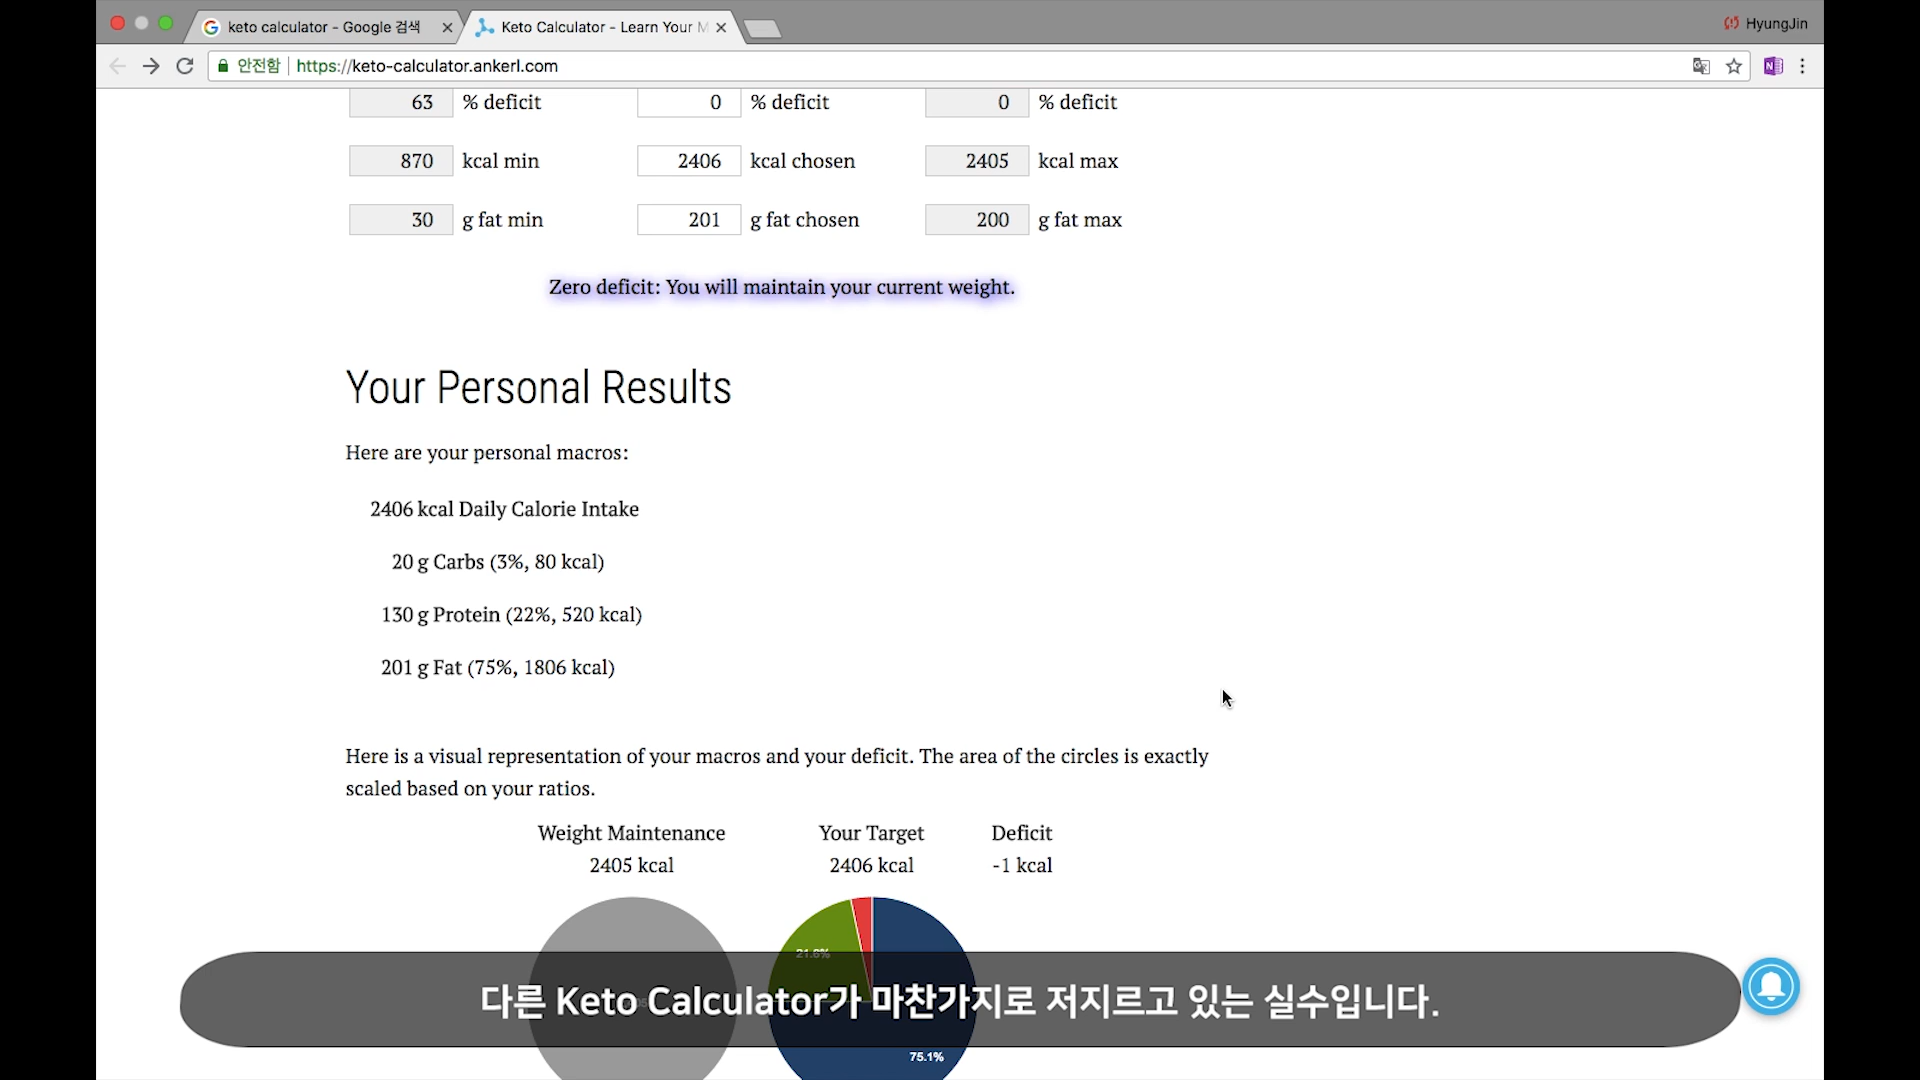 keto calculator - Google 검색
Keto Calculator - Learn Your M
HyungJin
안전함 https://keto-calculator.ankerl.com
63 % deficit 0 % deficit 0 % deficit
870 kcal min 2406 kcal chosen 2405 kcal max
30 g fat min 201 g fat chosen 200 g fat max
Zero deficit: You will maintain your current weight.
Your Personal Results
Here are your personal macros:
2406 kcal Daily Calorie Intake
20 g Carbs (3%, 80 kcal)
130 g Protein (22%, 520 kcal)
201 g Fat (75%, 1806 kcal)
Here is a visual representation of your macros and your deficit. The area of the circles is exactly
scaled based on your ratios.
Weight Maintenance Your Target Deficit
2405 kcal 2406 kcal -1 kcal
21.6%
다른 Keto Calculator가 마찬가지로 저지르고 있는 실수입니다.
75.1%